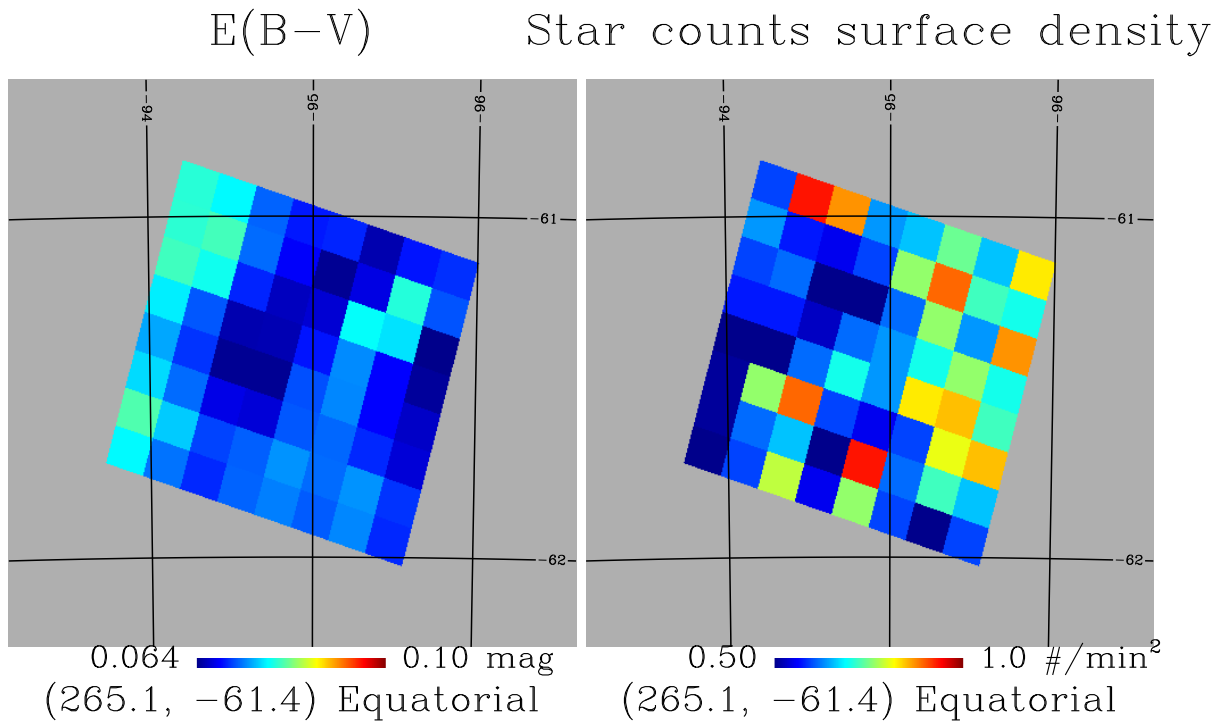 E(B−V)
Star counts surface density
-94
-95
-96
-61
-62
-94
-95
-96
-61
-62
0.064
0.10 mag
(265.1, −61.4) Equatorial
0.50
1.0 #/min²
(265.1, −61.4) Equatorial